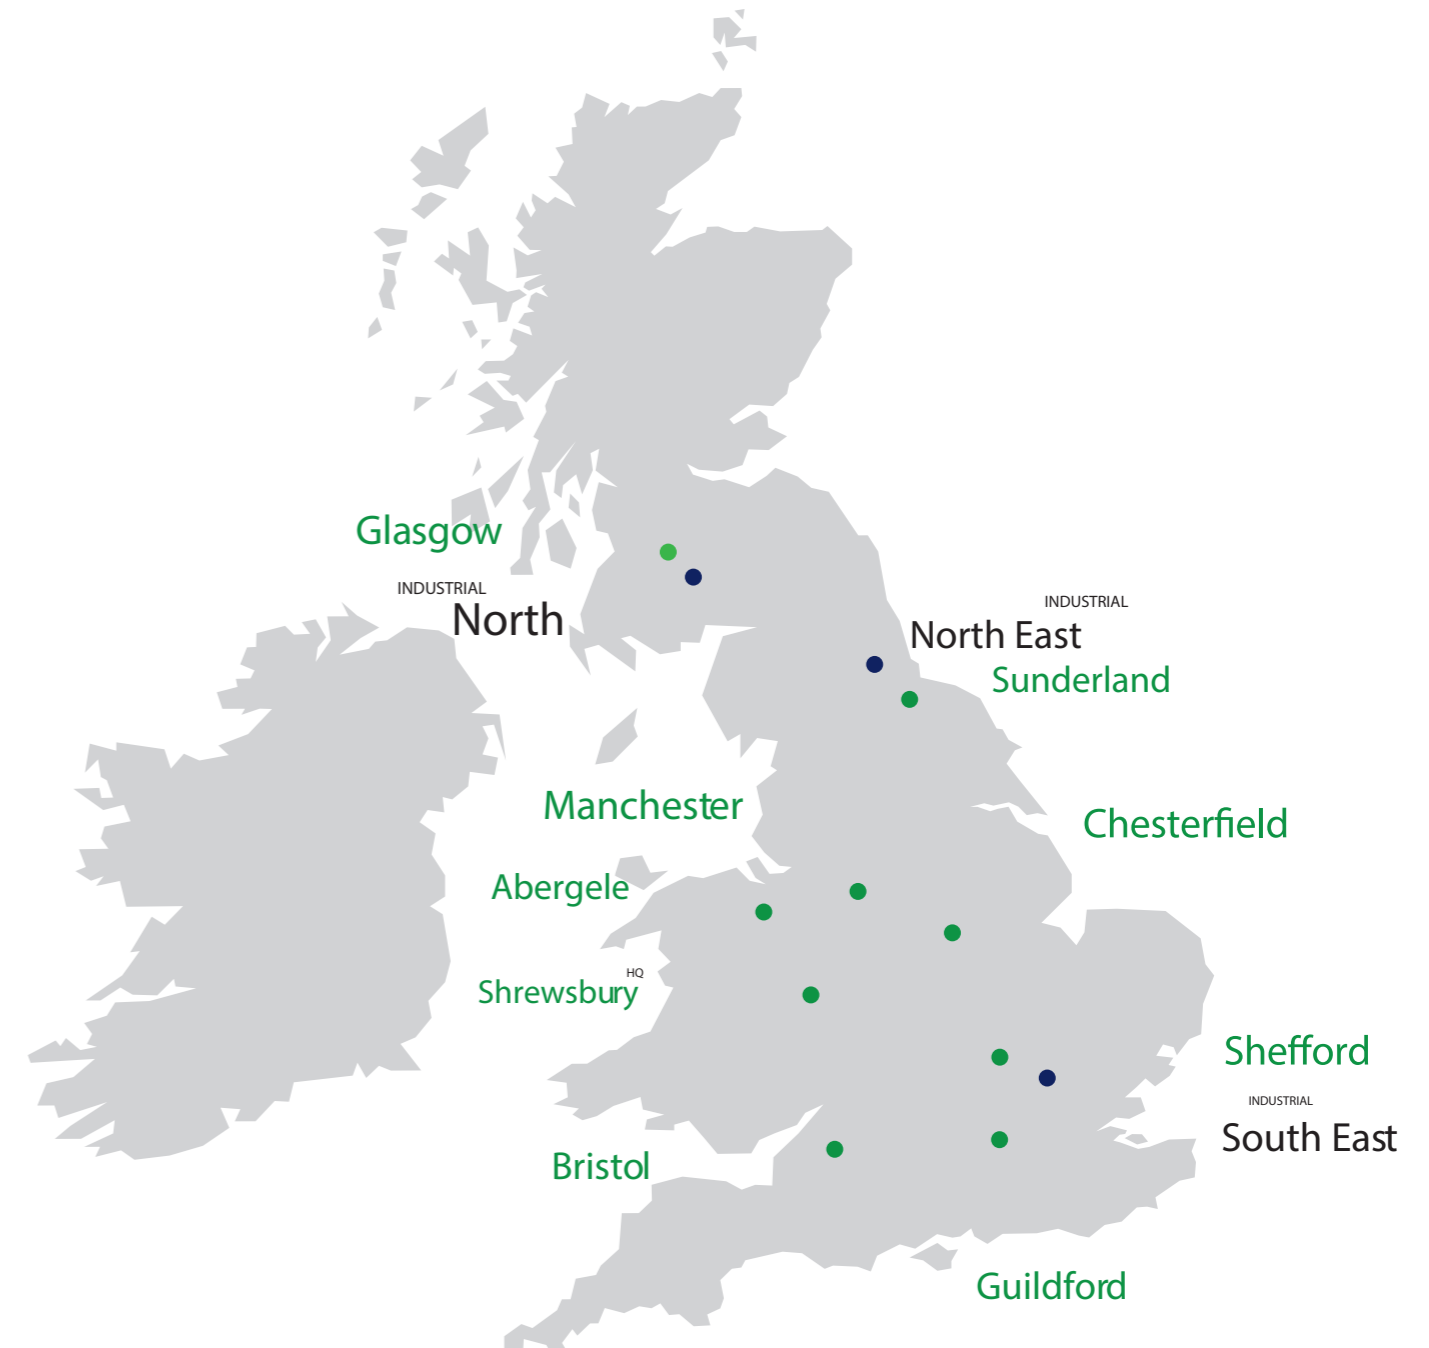 Glasgow
INDUSTRIAL
North
INDUSTRIAL
North East
Sunderland
Manchester
Chesterfield
Abergele
HQ
Shrewsbury
Shefford
INDUSTRIAL
South East
Bristol
Guildford